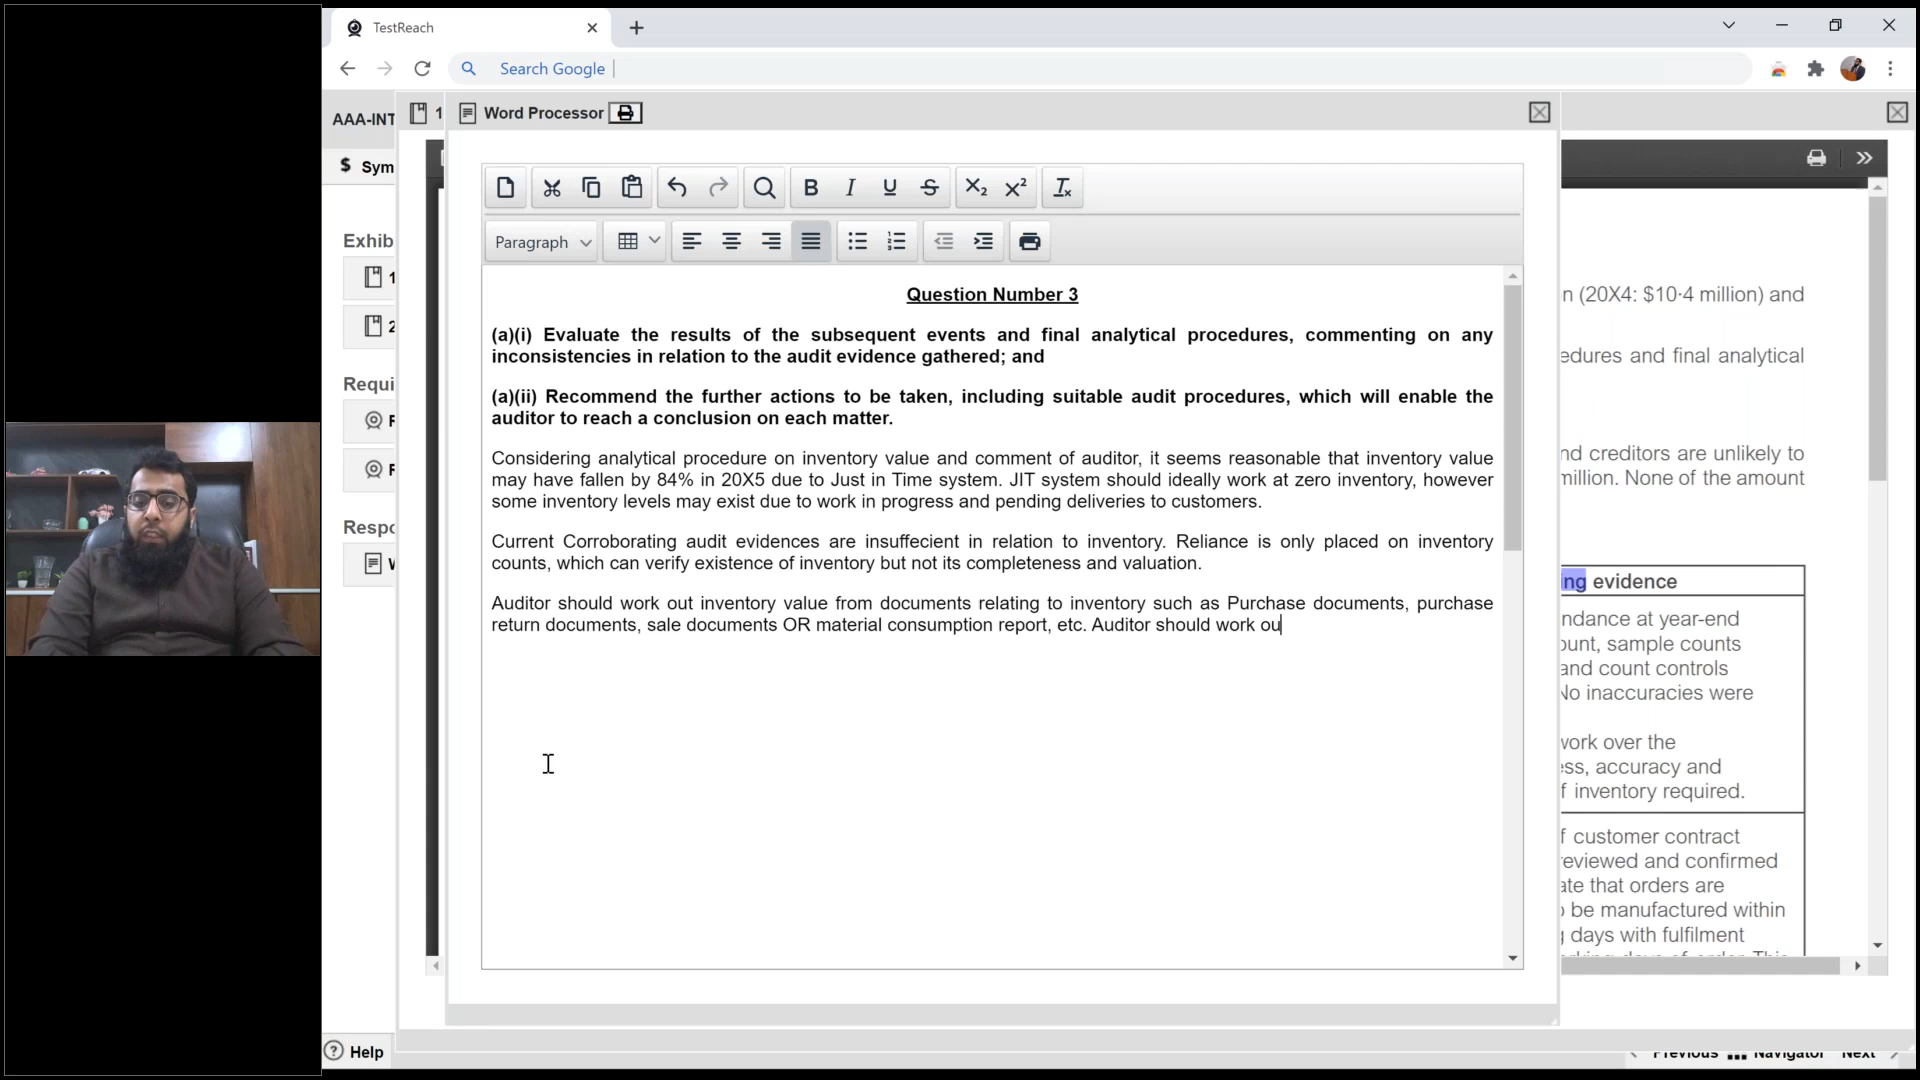 TestReach
Search Google
AAA-INT
1
Word Processor
$ Sym
Paragraph
Exhib
1
2
Requi
Respo
Question Number 3
(a)(i) Evaluate the results of the subsequent events and final analytical procedures, commenting on any
inconsistencies in relation to the audit evidence gathered; and
(a)(ii) Recommend the further actions to be taken, including suitable audit procedures, which will enable the
auditor to reach a conclusion on each matter.
Considering analytical procedure on inventory value and comment of auditor, it seems reasonable that inventory value
may have fallen by 84% in 20X5 due to Just in Time system. JIT system should ideally work at zero inventory, however
some inventory levels may exist due to work in progress and pending deliveries to customers.
Current Corroborating audit evidences are insuffecient in relation to inventory. Reliance is only placed on inventory
counts, which can verify existence of inventory but not its completeness and valuation.
Auditor should work out inventory value from documents relating to inventory such as Purchase documents, purchase
return documents, sale documents OR material consumption report, etc. Auditor should work ou
n (20X4: $10·4 million) and
edures and final analytical
nd creditors are unlikely to
million. None of the amount
ing evidence
ndance at year-end
ount, sample counts
and count controls
No inaccuracies were
work over the
ess, accuracy and
f inventory required.
f customer contract
reviewed and confirmed
ate that orders are
o be manufactured within
g days with fulfilment
Help
Previous
Navigator
Next